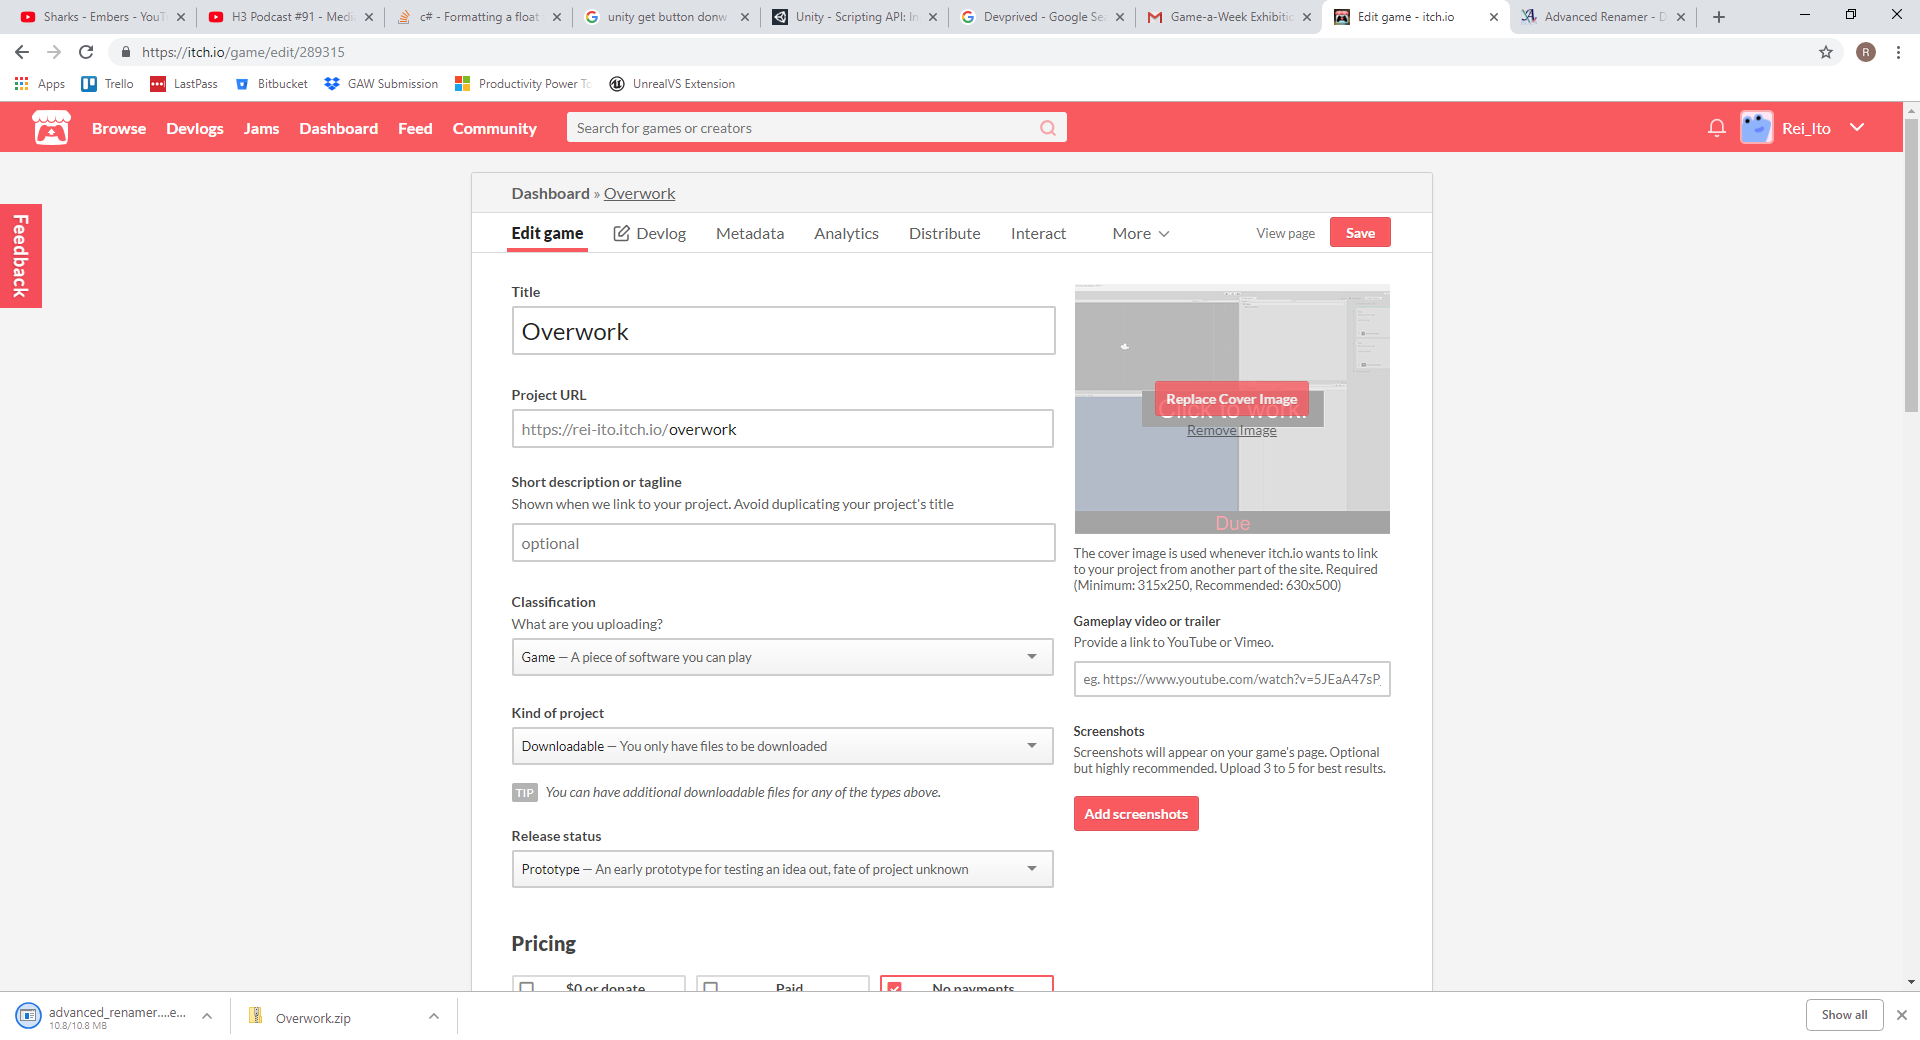 Sharks - Embers - YouT
H3 Podcast #91 - Medi
c# - Formatting a float
unity get button donw
Unity - Scripting API: In
Devprived - Google Sea
Game-a-Week Exhibitio
Edit game - itch.io
Advanced Renamer - D
https://itch.io/game/edit/289315
R
Apps
Trello
LastPass
Bitbucket
GAW Submission
Productivity Power To
UnrealVS Extension
Browse
Devlogs
Jams
Dashboard
Feed
Community
Search for games or creators
Rei_Ito
Feedback
Dashboard » Overwork
Edit game
Devlog
Metadata
Analytics
Distribute
Interact
More
View page
Save
Title
Overwork
Project URL
https://rei-ito.itch.io/overwork
Short description or tagline
Shown when we link to your project. Avoid duplicating your project's title
optional
Classification
What are you uploading?
Game — A piece of software you can play
Kind of project
Downloadable — You only have files to be downloaded
TIP You can have additional downloadable files for any of the types above.
Release status
Prototype — An early prototype for testing an idea out, fate of project unknown
Pricing
$0 or donate
Paid
No payments
Replace Cover Image
Click to work.
Remove Image
Due
The cover image is used whenever itch.io wants to link
to your project from another part of the site. Required
(Minimum: 315x250, Recommended: 630x500)
Gameplay video or trailer
Provide a link to YouTube or Vimeo.
eg. https://www.youtube.com/watch?v=5JEaA47sP
Screenshots
Screenshots will appear on your game's page. Optional
but highly recommended. Upload 3 to 5 for best results.
Add screenshots
advanced_renamer....e...
10.8/10.8 MB
Overwork.zip
Show all